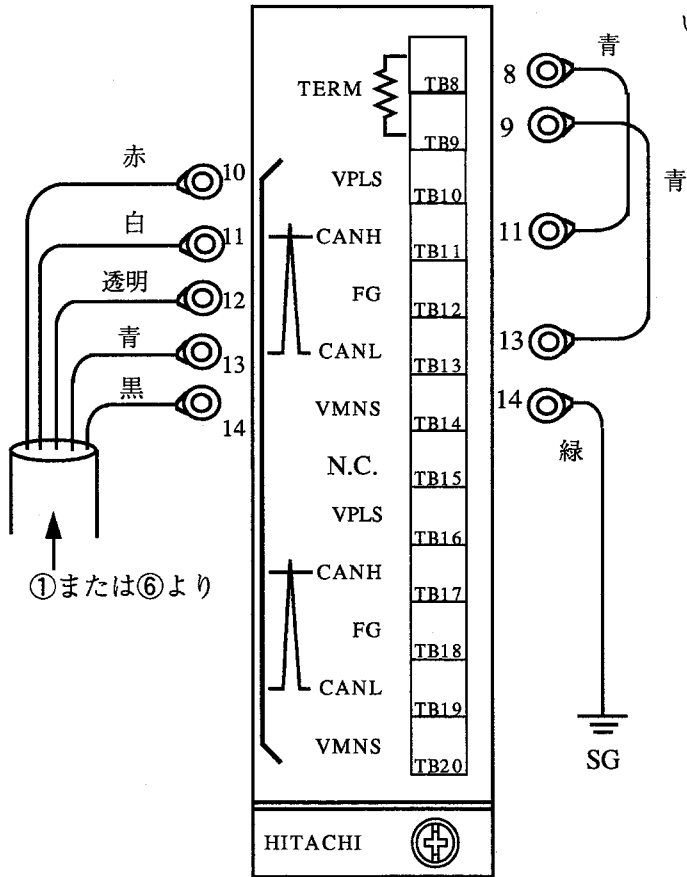 赤
白
透明
青
黒
10
11
12
13
14
①または⑥より
TERM
VPLS
CANH
FG
CANL
VMNS
N.C.
VPLS
CANH
FG
CANL
VMNS
TB8
TB9
TB10
TB11
TB12
TB13
TB14
TB15
TB16
TB17
TB18
TB19
TB20
HITACHI
8
9
11
13
14
青
青
緑
SG